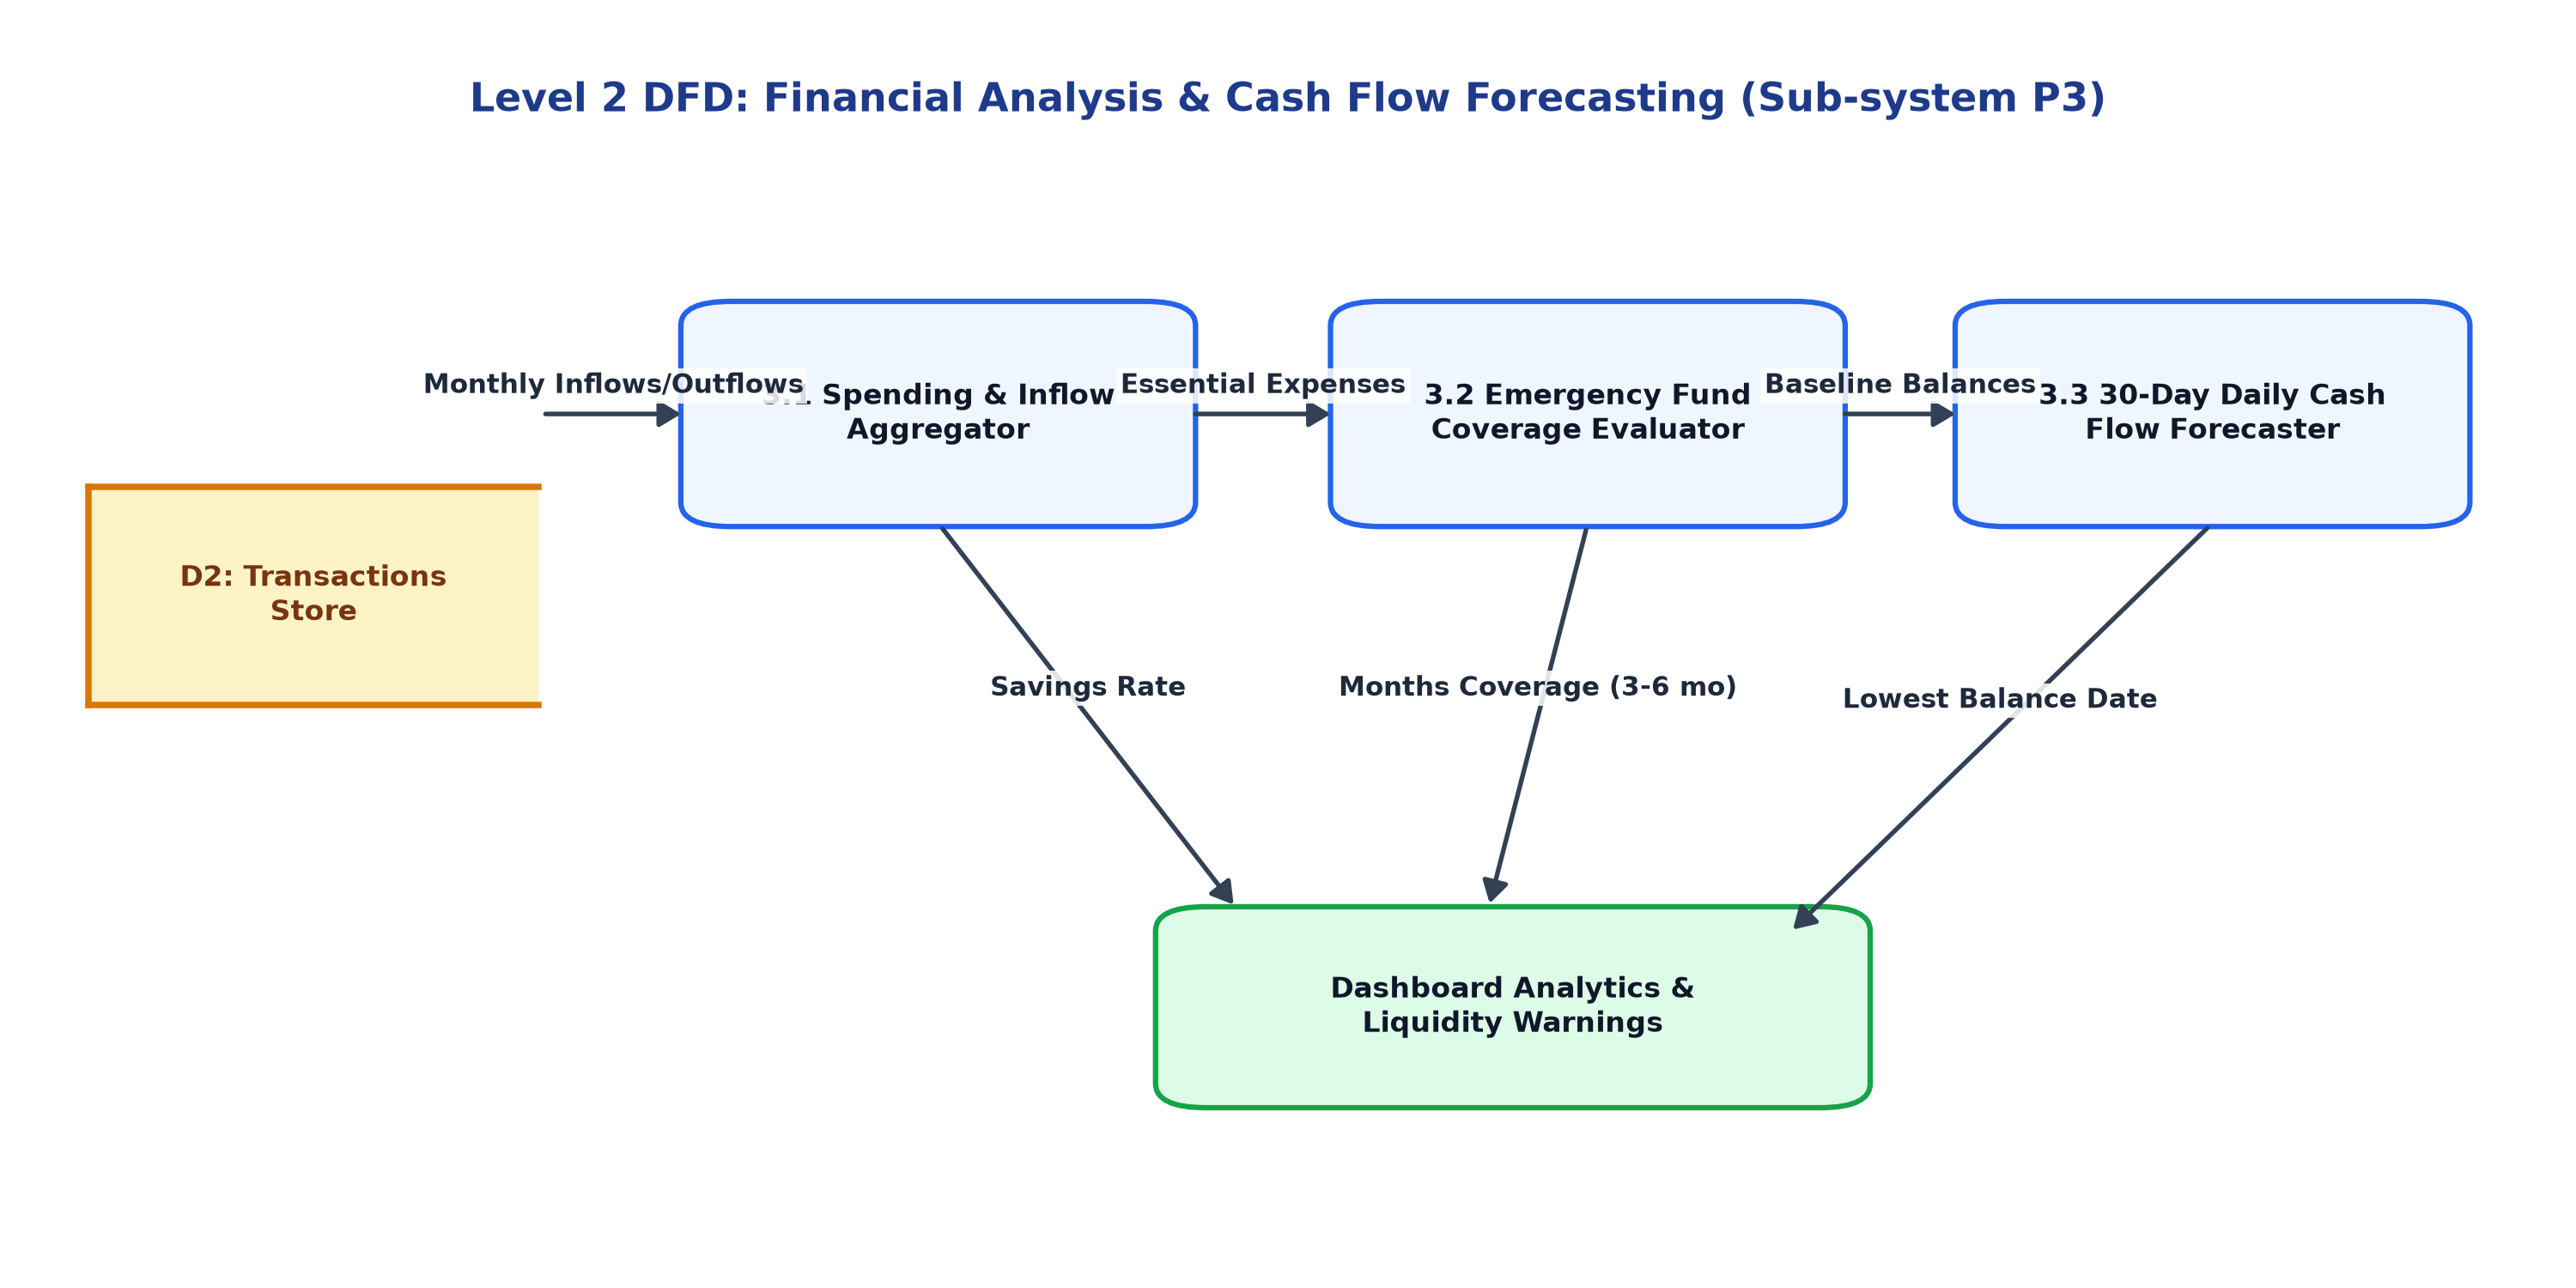 Level 2 DFD: Financial Analysis & Cash Flow Forecasting (Sub-system P3)
Monthly Inflows/Outflows
3.1 Spending & Inflow
Aggregator
Essential Expenses
3.2 Emergency Fund
Coverage Evaluator
Baseline Balances
3.3 30-Day Daily Cash
Flow Forecaster
D2: Transactions
Store
Savings Rate
Months Coverage (3-6 mo)
Lowest Balance Date
Dashboard Analytics &
Liquidity Warnings